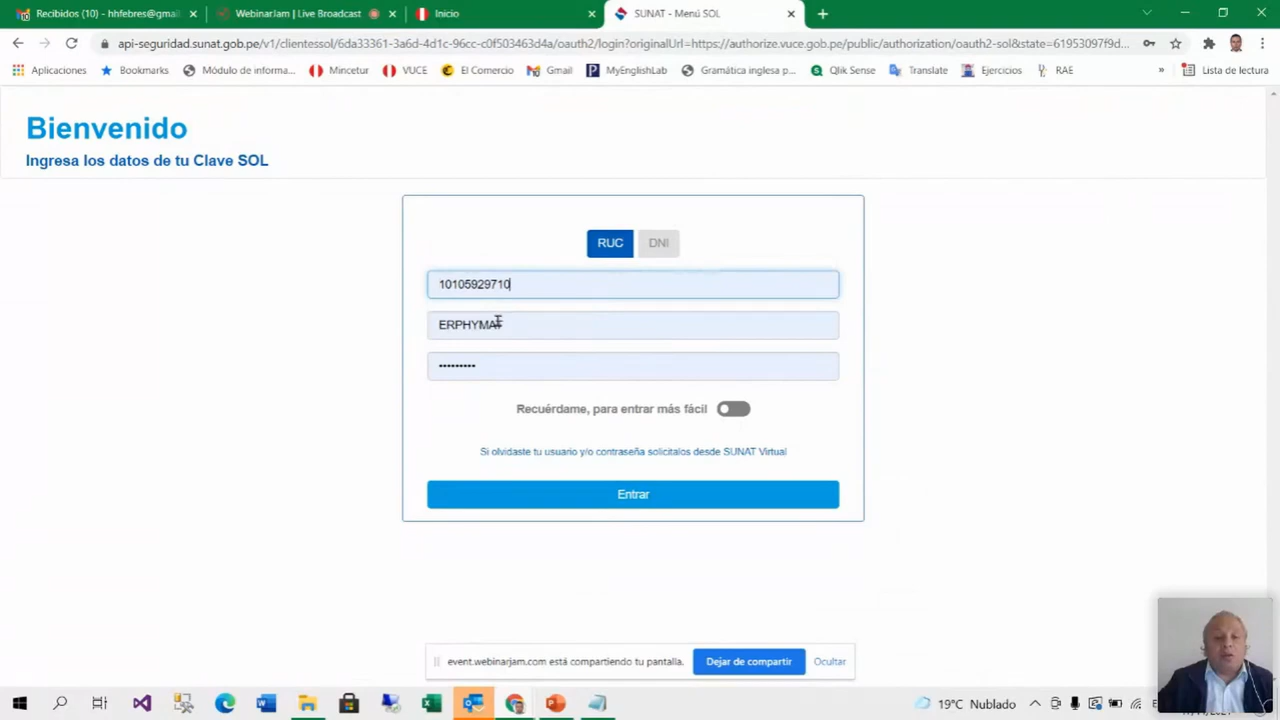 Recibidos (10) - hhfebres@gmail
WebinarJam | Live Broadcast
Inicio
SUNAT - Menú SOL
api-seguridad.sunat.gob.pe/v1/clientessol/6da33361-3a6d-4d1c-96cc-c0f503463d4a/oauth2/login?originalUrl=https://authorize.vuce.gob.pe/public/authorization/oauth2-sol&state=61953097f9d...
Aplicaciones
Bookmarks
Módulo de informa...
Mincetur
VUCE
El Comercio
Gmail
MyEnglishLab
Gramática inglesa p...
Qlik Sense
Translate
Ejercicios
RAE
»
Lista de lectura
Bienvenido
Ingresa los datos de tu Clave SOL
RUC
DNI
10105929710
•••••••••
Recuérdame, para entrar más fácil
Si olvidaste tu usuario y/o contraseña solicitalos desde SUNAT Virtual
Entrar
event.webinarjam.com está compartiendo tu pantalla.
Dejar de compartir
Ocultar
19°C Nublado